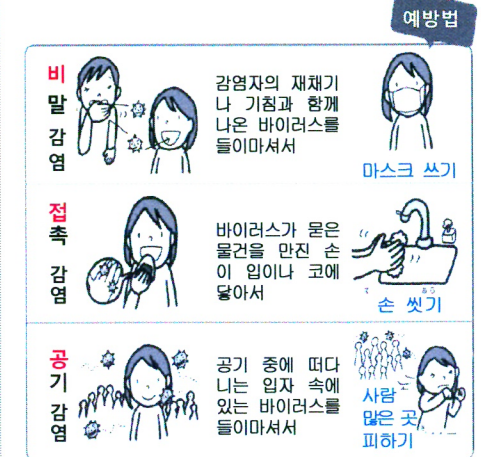 예방법
비말 감염
감염자의 재채기
나 기침과 함께
나온 바이러스를
들이마셔서
마스크 쓰기
접촉 감염
바이러스가 묻은
물건을 만진 손
이 입이나 코에
닿아서
손 씻기
공기 감염
공기 중에 떠다
니는 입자 속에
있는 바이러스를
들이마셔서
사람
많은 곳
피하기